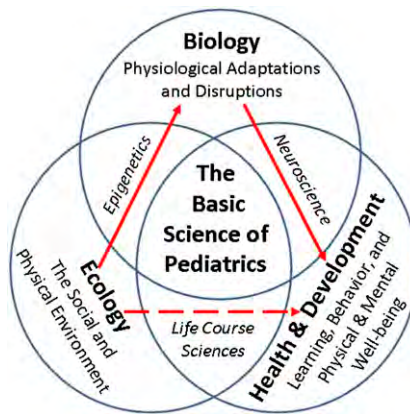 Biology
Physiological Adaptations
and Disruptions
Epigenetics
Neuroscience
The
Basic
Science of
Pediatrics
Ecology
The Social and
Physical Environment
Life Course
Sciences
Health & Development
Learning, Behavior, and
Physical & Mental
Well-being